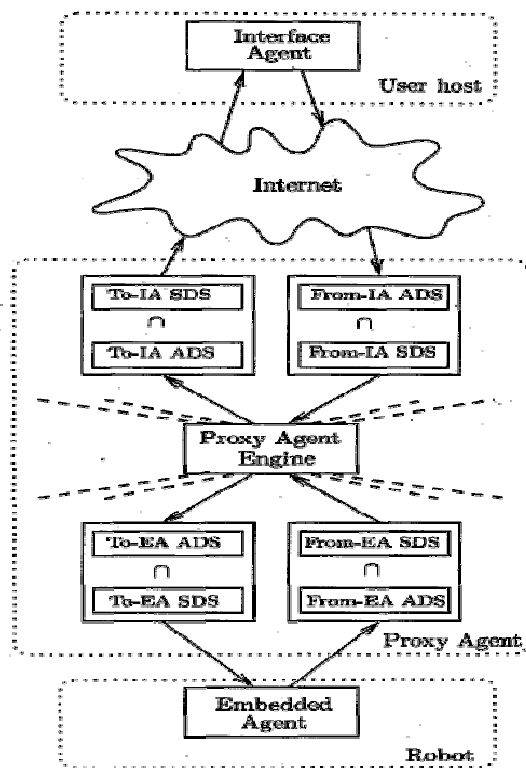 Interface
Agent
User host
Internet
To-IA SDS
∩
To-IA ADS
From-IA ADS
∩
From-IA SDS
Proxy Agent
Engine
To-EA ADS
∩
To-EA SDS
From-EA SDS
∩
From-EA ADS
Proxy Agent
Embedded
Agent
Robot